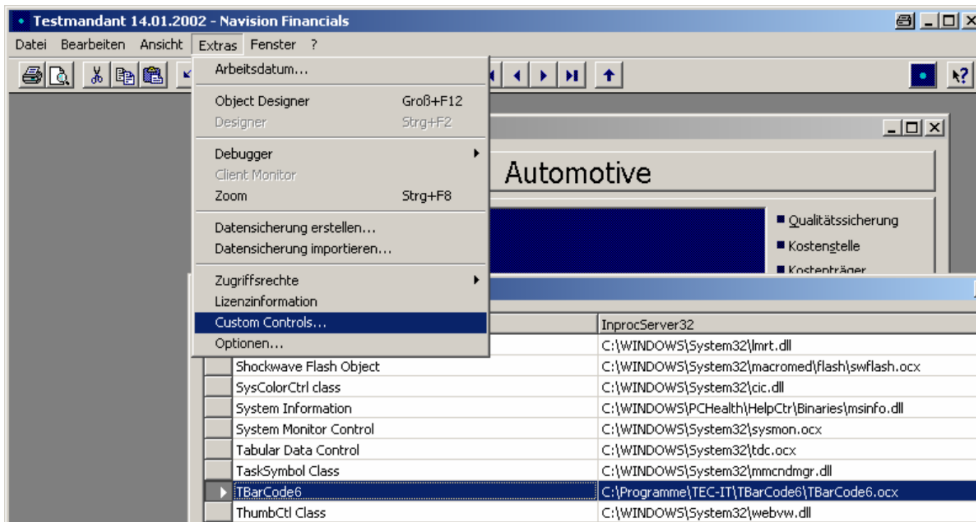 Testmandant 14.01.2002 - Navision Financials
Datei Bearbeiten Ansicht Extras Fenster ?
Arbeitsdatum...
Object Designer Groß+F12
Designer Strg+F2
Debugger
Client Monitor
Zoom Strg+F8
Datensicherung erstellen...
Datensicherung importieren...
Zugriffsrechte
Lizenzinformation
Custom Controls...
Optionen...
Automotive
Qualitätssicherung
Kostenstelle
Kostenträger
InprocServer32
C:\WINDOWS\System32\lmrt.dll
Shockwave Flash Object C:\WINDOWS\System32\macromed\flash\swflash.ocx
SysColorCtrl class C:\WINDOWS\System32\cic.dll
System Information C:\WINDOWS\PCHealth\HelpCtr\Binaries\msinfo.dll
System Monitor Control C:\WINDOWS\System32\sysmon.ocx
Tabular Data Control C:\WINDOWS\System32\tdc.ocx
TaskSymbol Class C:\WINDOWS\System32\mmcndmgr.dll
TBarCode6 C:\Programme\TEC-IT\TBarCode6\TBarCode6.ocx
ThumbCtl Class C:\WINDOWS\System32\webvw.dll